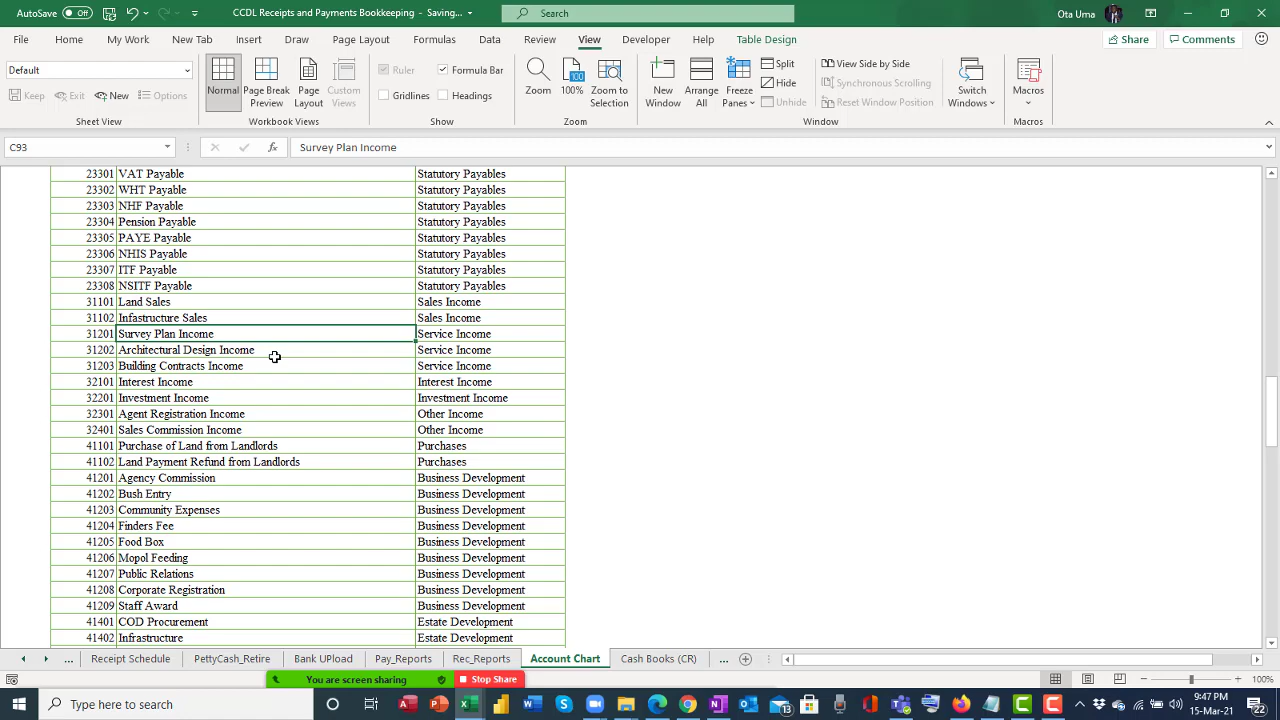 AutoSave Off CCDL Receipts and Payments Bookkeeping - Saving... Search Ota Uma
File Home My Work New Tab Insert Draw Page Layout Formulas Data Review View Developer Help Table Design Share Comments
Default Normal Page Break Preview Page Layout Custom Views Ruler Formula Bar Zoom 100 100% Zoom to Selection New Window Arrange All Freeze Panes Split View Side by Side Switch Windows Macros
Hide Synchronous Scrolling
Keep Exit New Options Gridlines Headings Unhide Reset Window Position
Sheet View Workbook Views Show Zoom Window Macros
C93 fx Survey Plan Income
23301 VAT Payable Statutory Payables
23302 WHT Payable Statutory Payables
23303 NHF Payable Statutory Payables
23304 Pension Payable Statutory Payables
23305 PAYE Payable Statutory Payables
23306 NHIS Payable Statutory Payables
23307 ITF Payable Statutory Payables
23308 NSITF Payable Statutory Payables
31101 Land Sales Sales Income
31102 Infastructure Sales Sales Income
31201 Survey Plan Income Service Income
31202 Architectural Design Income Service Income
31203 Building Contracts Income Service Income
32101 Interest Income Interest Income
32201 Investment Income Investment Income
32301 Agent Registration Income Other Income
32401 Sales Commission Income Other Income
41101 Purchase of Land from Landlords Purchases
41102 Land Payment Refund from Landlords Purchases
41201 Agency Commission Business Development
41202 Bush Entry Business Development
41203 Community Expenses Business Development
41204 Finders Fee Business Development
41205 Food Box Business Development
41206 Mopol Feeding Business Development
41207 Public Relations Business Development
41208 Corporate Registration Business Development
41209 Staff Award Business Development
41401 COD Procurement Estate Development
41402 Infrastructure Estate Development
... Receipt Schedule PettyCash_Retire Bank UPload Pay_Reports Rec_Reports Account Chart Cash Books (CR) ...
You are screen sharing Stop Share 100%
Type here to search 9:47 PM
15-Mar-21